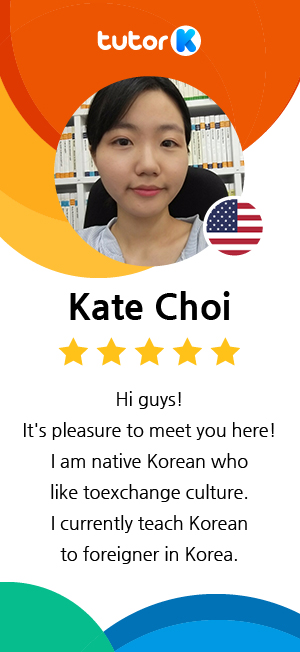 tutor K
Kate Choi
Hi guys!
It's pleasure to meet you here!
I am native Korean who
like toexchange culture.
I currently teach Korean
to foreigner in Korea.